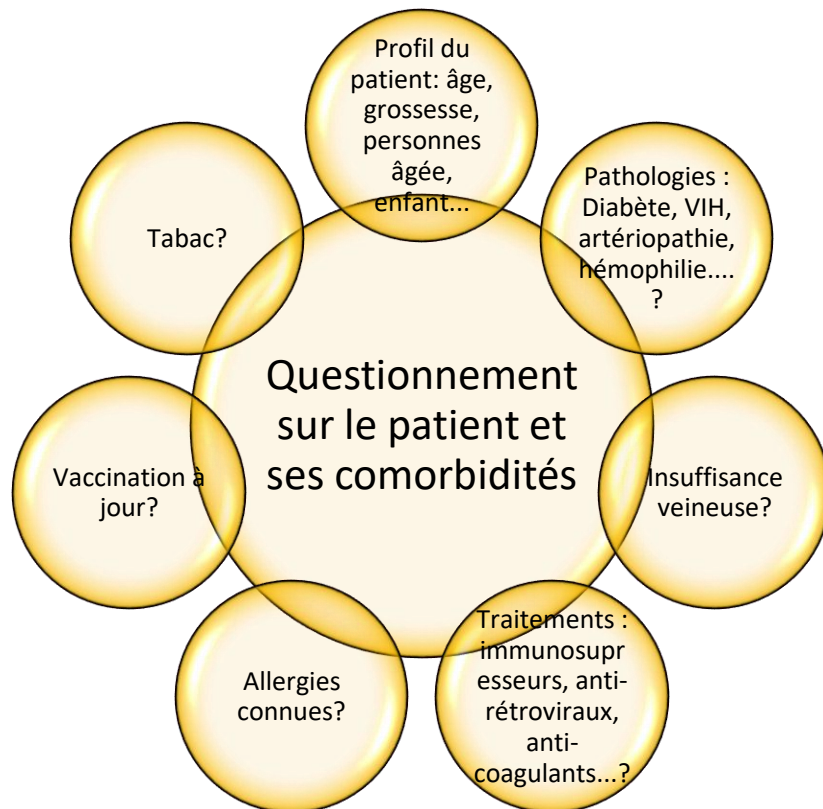 Profil du
patient: âge,
grossesse,
personnes
âgée,
enfant...
Pathologies :
Diabète, VIH,
artériopathie,
hémophilie....
?
Tabac?
Questionnement
sur le patient et
ses comorbidités
Vaccination à
jour?
Insuffisance
veineuse?
Allergies
connues?
Traitements :
immunosupr
esseurs, anti-
rétroviraux,
anti-
coagulants...?